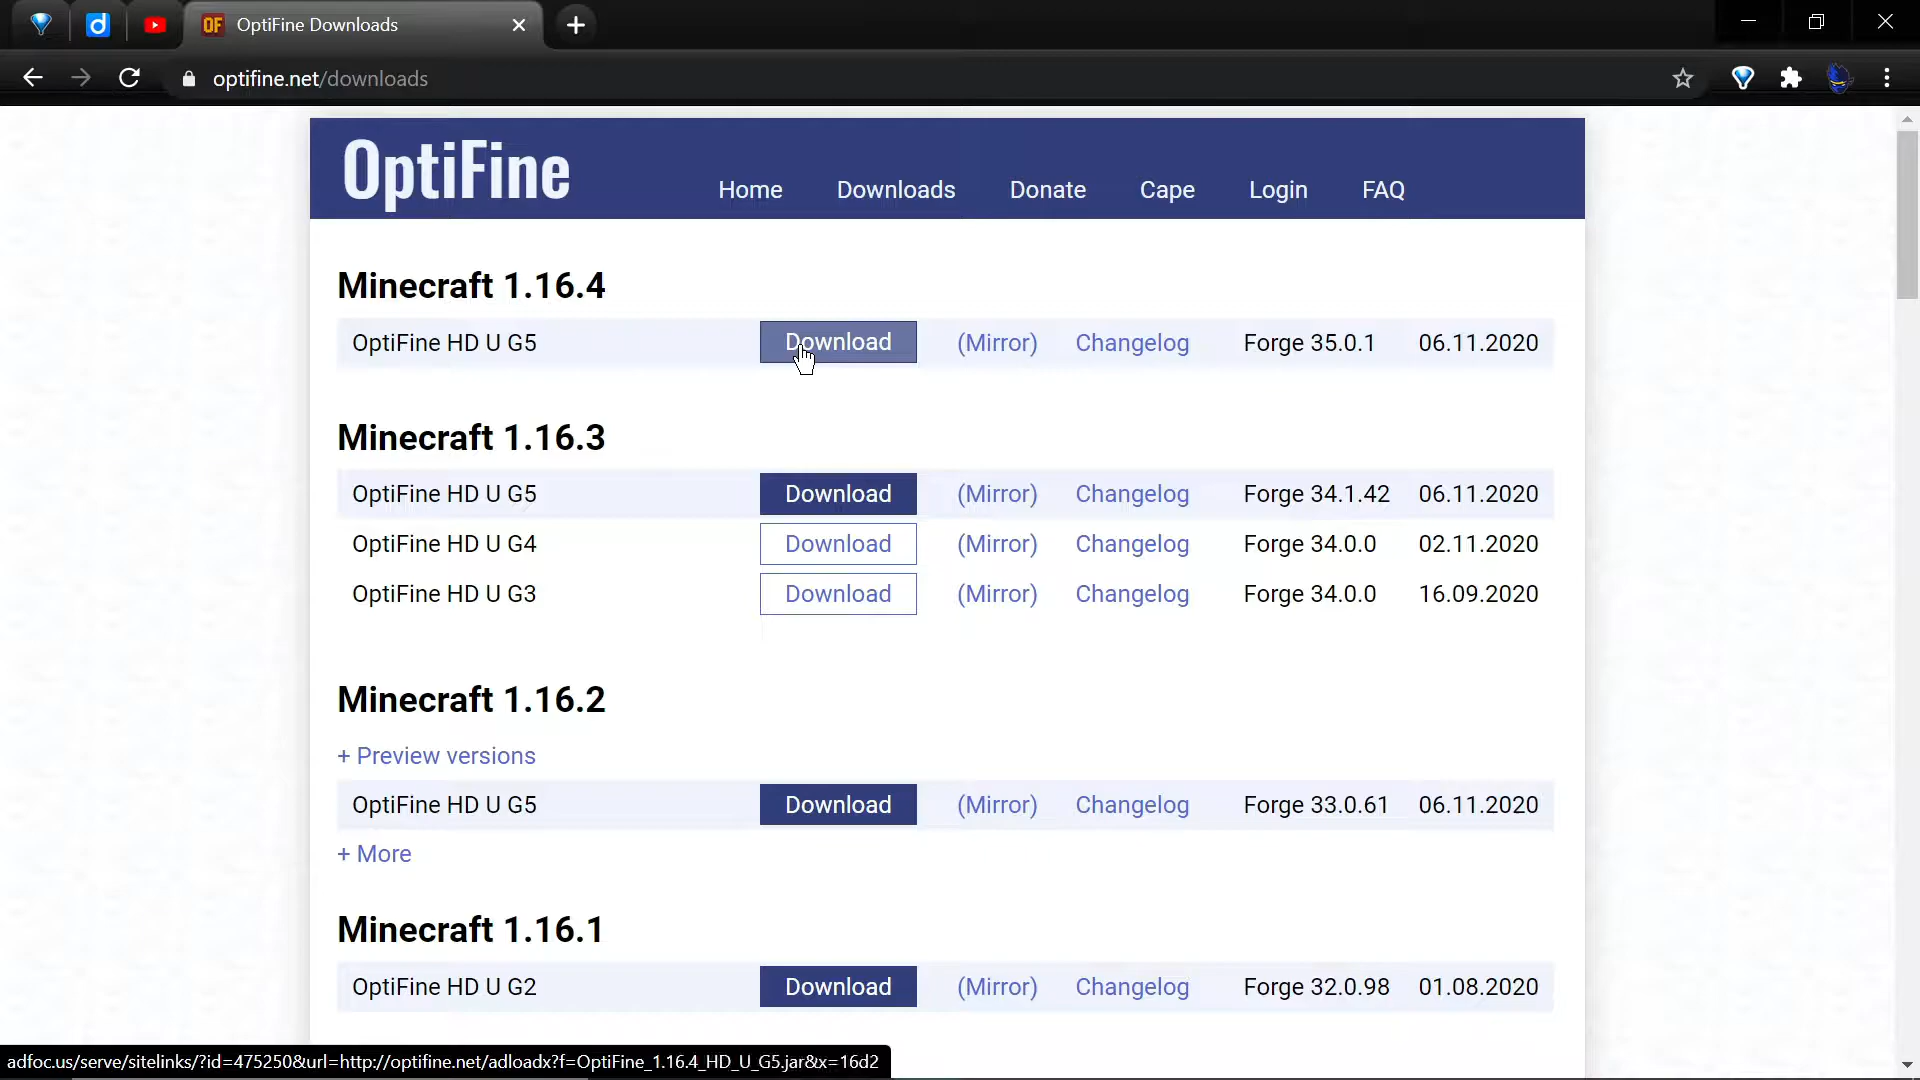 OptiFine Downloads
optifine.net/downloads
OptiFine
Home Downloads Donate Cape Login FAQ
Minecraft 1.16.4
OptiFine HD U G5 Download (Mirror) Changelog Forge 35.0.1 06.11.2020
Minecraft 1.16.3
OptiFine HD U G5 Download (Mirror) Changelog Forge 34.1.42 06.11.2020
OptiFine HD U G4 Download (Mirror) Changelog Forge 34.0.0 02.11.2020
OptiFine HD U G3 Download (Mirror) Changelog Forge 34.0.0 16.09.2020
Minecraft 1.16.2
+ Preview versions
OptiFine HD U G5 Download (Mirror) Changelog Forge 33.0.61 06.11.2020
+ More
Minecraft 1.16.1
OptiFine HD U G2 Download (Mirror) Changelog Forge 32.0.98 01.08.2020
adfoc.us/serve/sitelinks/?id=475250&url=http://optifine.net/adloadx?f=OptiFine_1.16.4_HD_U_G5.jar&x=16d2